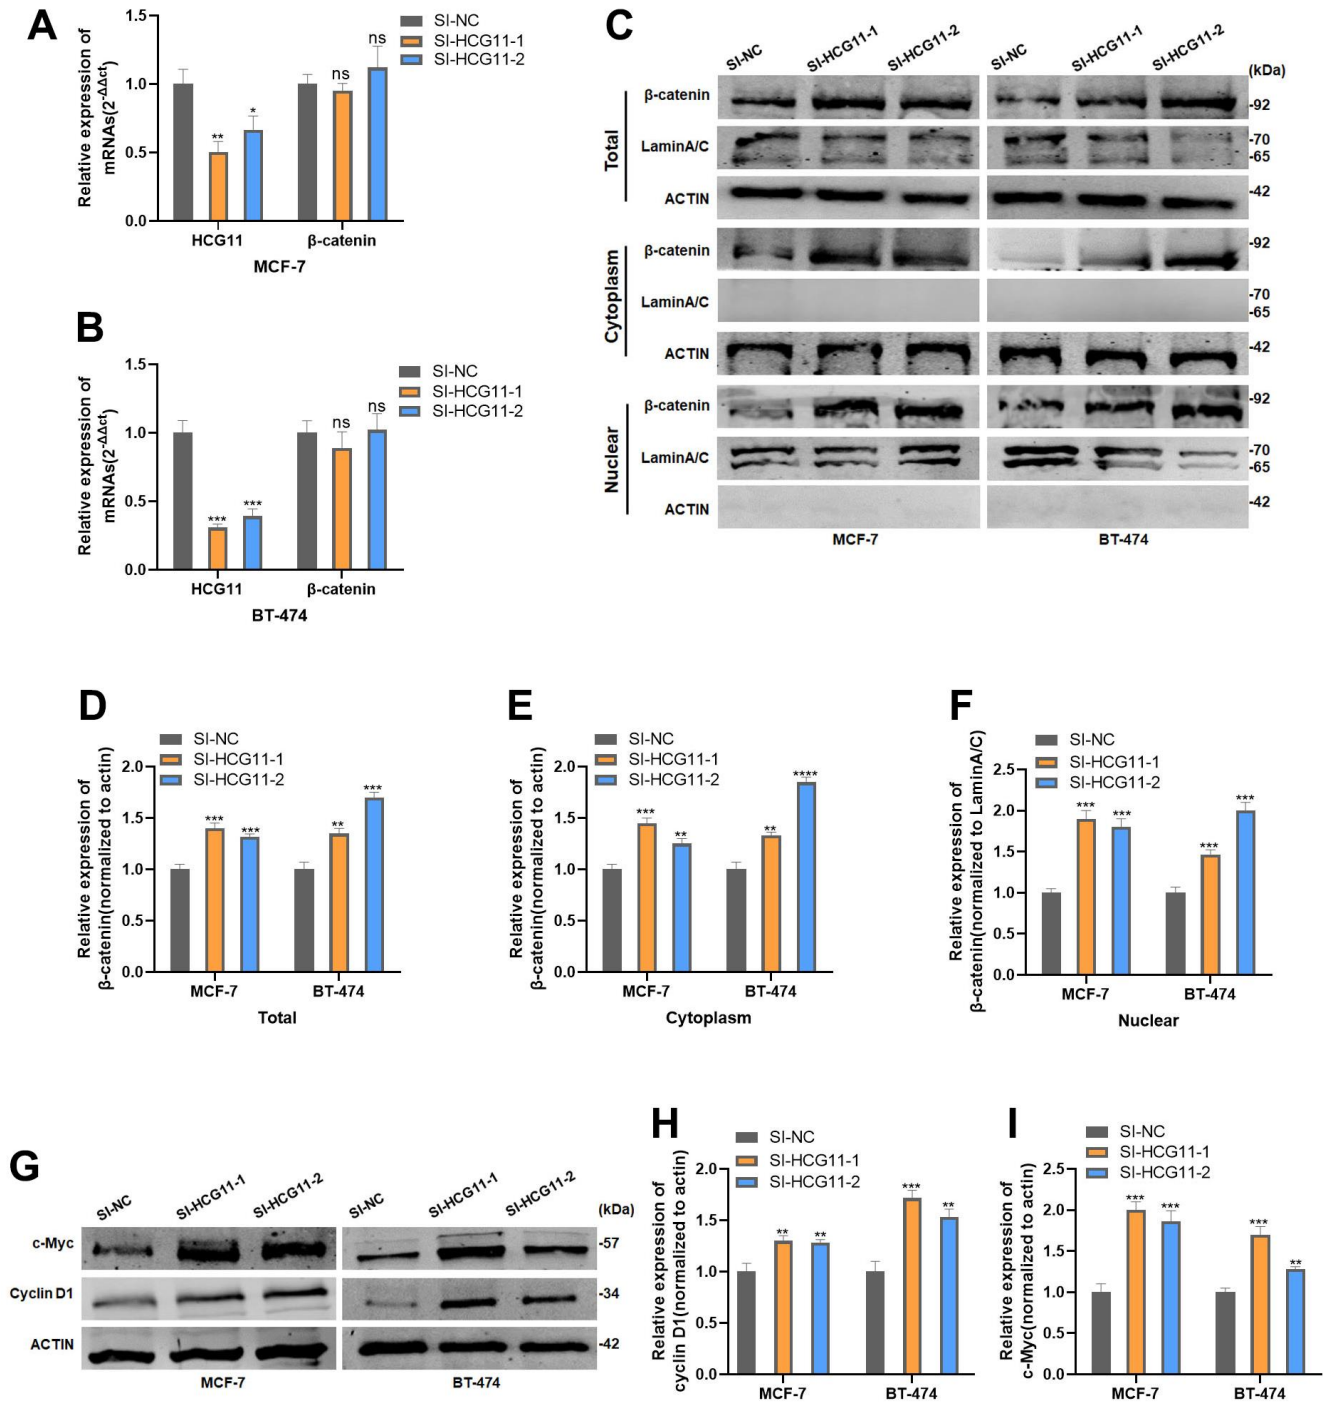 A
Relative expression of
mRNAs(2-ΔΔct)
1.5
1.0
0.5
0.0
SI-NC
SI-HCG11-1
SI-HCG11-2
**
*
ns
ns
HCG11
β-catenin
MCF-7
B
Relative expression of
mRNAs(2-ΔΔct)
1.5
1.0
0.5
0.0
SI-NC
SI-HCG11-1
SI-HCG11-2
***
***
ns
ns
HCG11
β-catenin
BT-474
C
SI-NC
SI-HCG11-1
SI-HCG11-2
SI-NC
SI-HCG11-1
SI-HCG11-2
(kDa)
Total
β-catenin
-92
LaminA/C
-70
-65
ACTIN
-42
Cytoplasm
β-catenin
-92
LaminA/C
-70
-65
ACTIN
-42
Nuclear
β-catenin
-92
LaminA/C
-70
-65
ACTIN
-42
MCF-7
BT-474
D
SI-NC
SI-HCG11-1
SI-HCG11-2
Relative expression of
β-catenin(normalized to actin)
2.0
1.5
1.0
0.5
0.0
***
***
**
***
MCF-7
BT-474
Total
E
SI-NC
SI-HCG11-1
SI-HCG11-2
Relative expression of
β-catenin(normalized to actin)
2.0
1.5
1.0
0.5
0.0
***
**
**
****
MCF-7
BT-474
Cytoplasm
F
SI-NC
SI-HCG11-1
SI-HCG11-2
Relative expression of
β-catenin(normalized to LaminA/C)
2.5
2.0
1.5
1.0
0.5
0.0
***
***
***
***
MCF-7
BT-474
Nuclear
G
SI-NC
SI-HCG11-1
SI-HCG11-2
SI-NC
SI-HCG11-1
SI-HCG11-2
(kDa)
c-Myc
-57
Cyclin D1
-34
ACTIN
-42
MCF-7
BT-474
H
SI-NC
SI-HCG11-1
SI-HCG11-2
Relative expression of
cyclin D1(normalized to actin)
2.0
1.5
1.0
0.5
0.0
**
**
***
**
MCF-7
BT-474
I
SI-NC
SI-HCG11-1
SI-HCG11-2
Relative expression of
c-Myc(normalized to actin)
2.5
2.0
1.5
1.0
0.5
0.0
***
***
***
**
MCF-7
BT-474